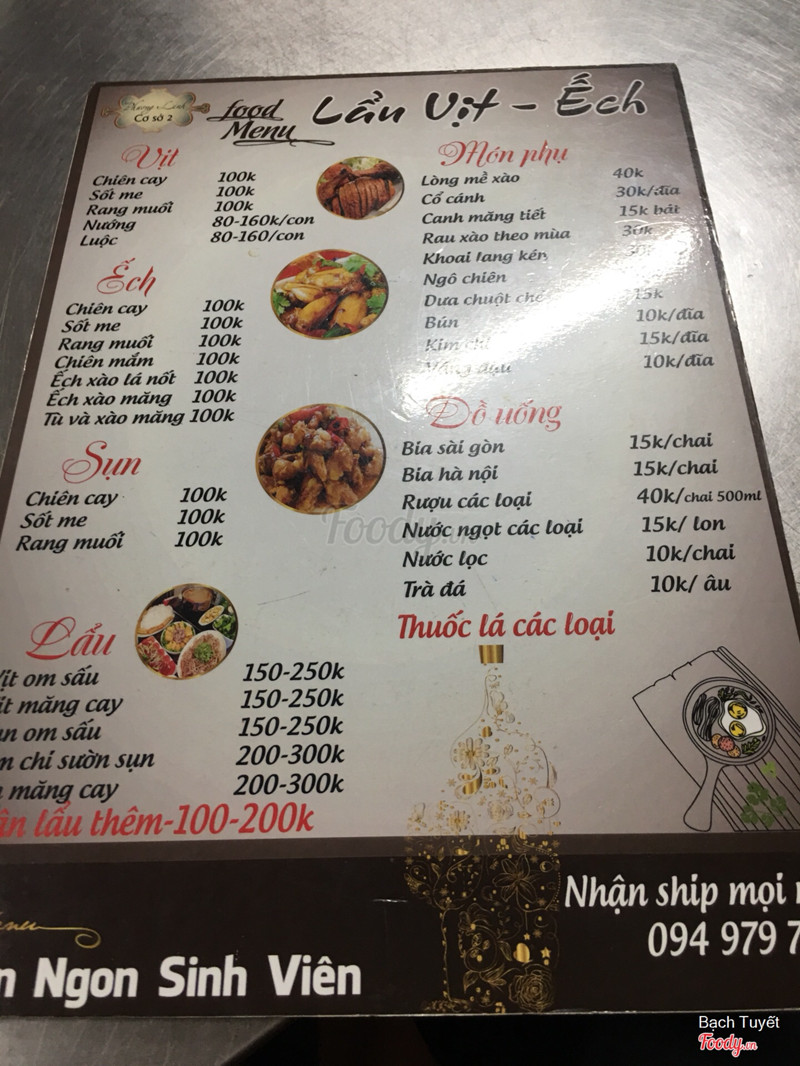 Cơ sở 2
food
Menu
Lẩu Vịt - Ếch
Vịt
Chiên cay 100k
Sốt me 100k
Rang muối 100k
Nướng 80-160k/con
Luộc 80-160/con
Ếch
Chiên cay 100k
Sốt me 100k
Rang muối 100k
Chiên mắm 100k
Ếch xào lá nốt 100k
Ếch xào măng 100k
Tù và xào măng 100k
Sụn
Chiên cay 100k
Sốt me 100k
Rang muối 100k
Lẩu
om sấu 150-250k
măng cay 150-250k
om sấu 150-250k
chi sườn sụn 200-300k
măng cay 200-300k
lẩu thêm-100-200k
Món phụ
Lòng mề xào 40k
Cổ cánh 30k/đĩa
Canh măng tiết 15k bát
Rau xào theo mùa 30k
Khoai lang kén
Ngô chiên
Dưa chuột 15k
Bún 10k/đĩa
Kim chi 15k/đĩa
10k/đĩa
Đồ uống
Bia sài gòn 15k/chai
Bia hà nội 15k/chai
Rượu các loại 40k/chai 500ml
Nước ngọt các loại 15k/ lon
Nước lọc 10k/chai
Trà đá 10k/ âu
Thuốc lá các loại
Nhận ship mọi
094 979 7
Ngon Sinh Viên
Foody.vn
Bạch Tuyết
Foody.vn